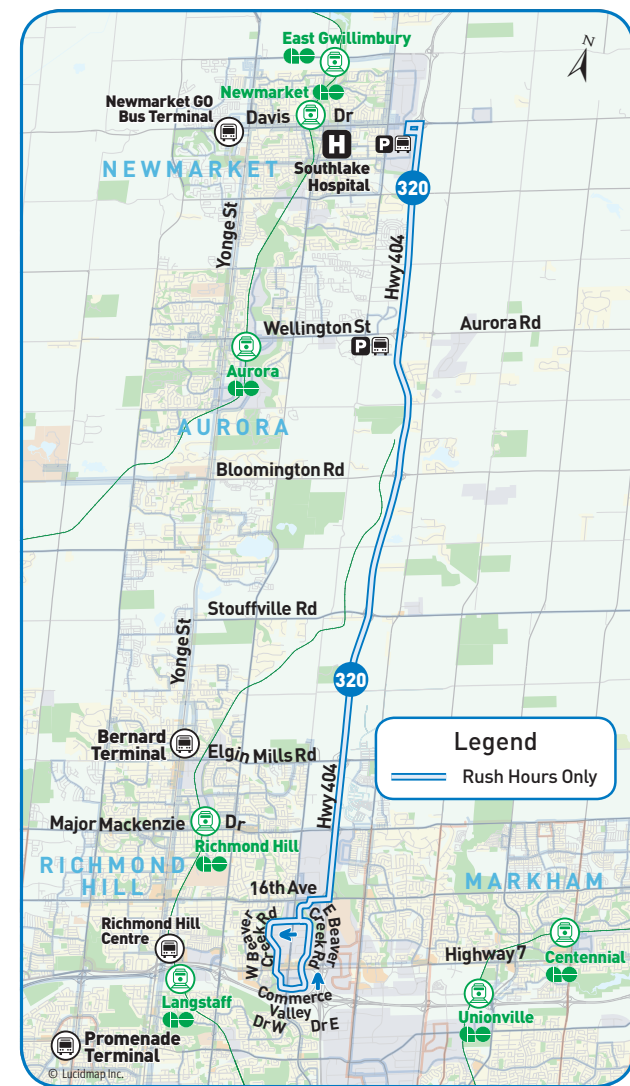 East Gwillimbury
N
Newmarket
Newmarket GO
Bus Terminal
Davis Dr
H
P
Southlake
Hospital
NEWMARKET
320
Yonge St
Hwy 404
Wellington St
Aurora Rd
P
Aurora
AURORA
Bloomington Rd
Stouffville Rd
Yonge St
320
Bernard
Terminal
Elgin Mills Rd
Legend
Rush Hours Only
Hwy 404
Major Mackenzie Dr
Richmond Hill
RICHMOND
HILL
16th Ave
MARKHAM
W Beaver
Creek Rd
E Beaver
Creek Rd
Richmond Hill
Centre
Highway 7
Centennial
Langstaff
Commerce
Valley
Dr W
Dr E
Unionville
Promenade
Terminal
© Lucidmap Inc.